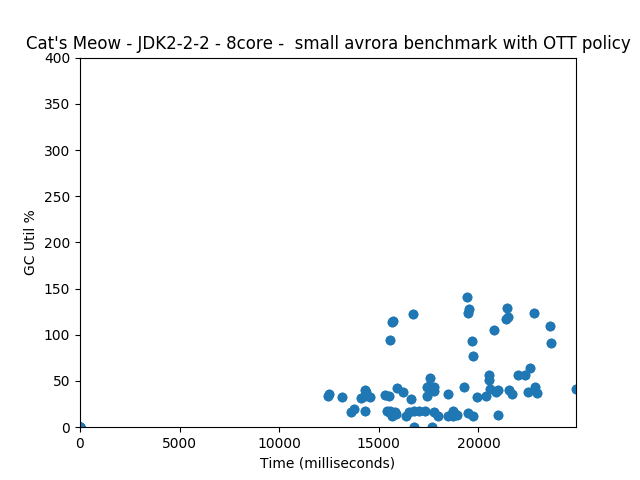 Cat's Meow - JDK2-2-2 - 8core -  small avrora benchmark with OTT policy
400
350
300
250
200
150
100
50
0
GC Util %
0 5000 10000 15000 20000
Time (milliseconds)